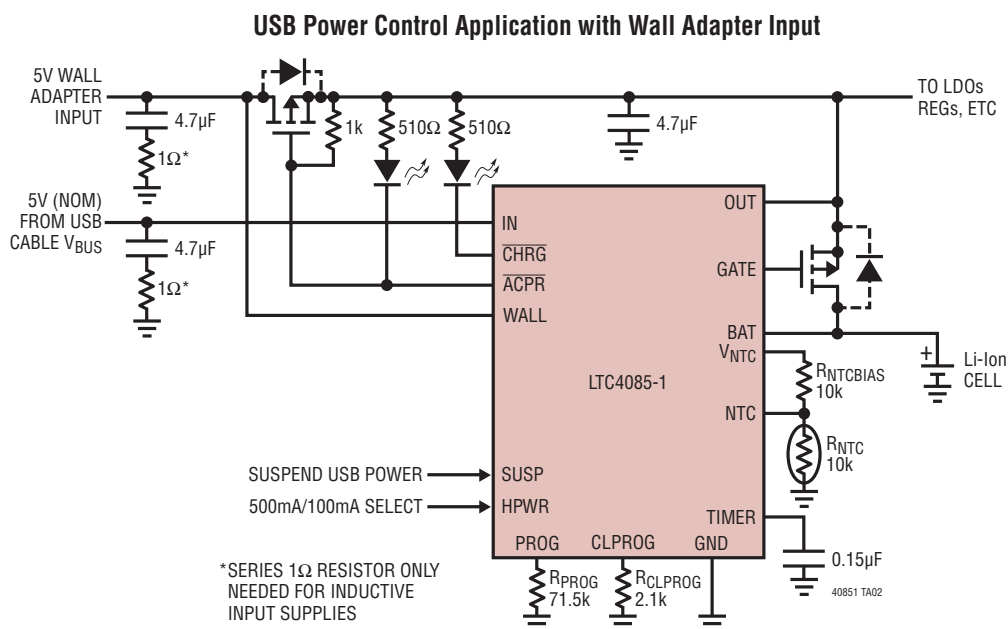 USB Power Control Application with Wall Adapter Input
5V WALL
ADAPTER
INPUT
4.7µF
1Ω*
1k
510Ω
510Ω
4.7µF
TO LDOs
REGs, ETC
5V (NOM)
FROM USB
CABLE VBUS
4.7µF
1Ω*
IN
CHRG
ACPR
WALL
OUT
GATE
BAT
VNTC
LTC4085-1
NTC
RNTCBIAS
10k
RNTC
10k
+
Li-Ion
CELL
SUSPEND USB POWER
SUSP
500mA/100mA SELECT
HPWR
TIMER
PROG
CLPROG
GND
0.15µF
RPROG
71.5k
RCLPROG
2.1k
*SERIES 1Ω RESISTOR ONLY
NEEDED FOR INDUCTIVE
INPUT SUPPLIES
40851 TA02